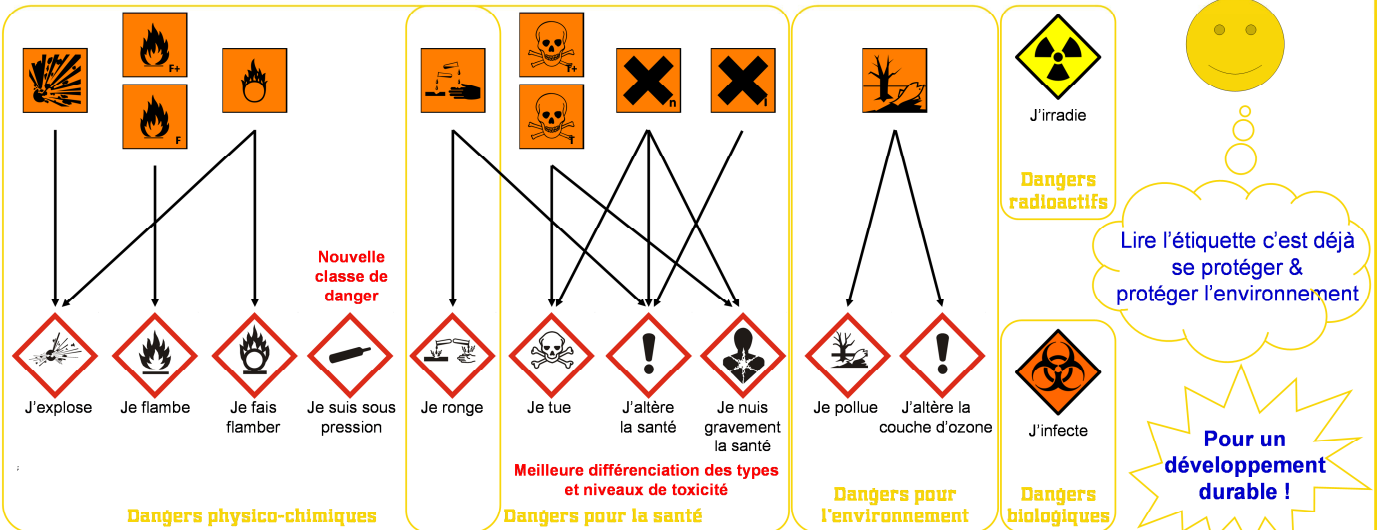 F+
F
T+
T
n
i
J'irradie
Dangers
radioactifs
Lire l'étiquette c'est déjà
se protéger &
protéger l'environnement
Nouvelle
classe de
danger
J'explose
Je flambe
Je fais
flamber
Je suis sous
pression
Je ronge
Je tue
J'altère
la santé
Je nuis
gravement
la santé
Je pollue
J'altère la
couche d'ozone
J'infecte
Meilleure différenciation des types
et niveaux de toxicité
Dangers physico-chimiques
Dangers pour la santé
Dangers pour
l'environnement
Dangers
biologiques
Pour un
développement
durable !